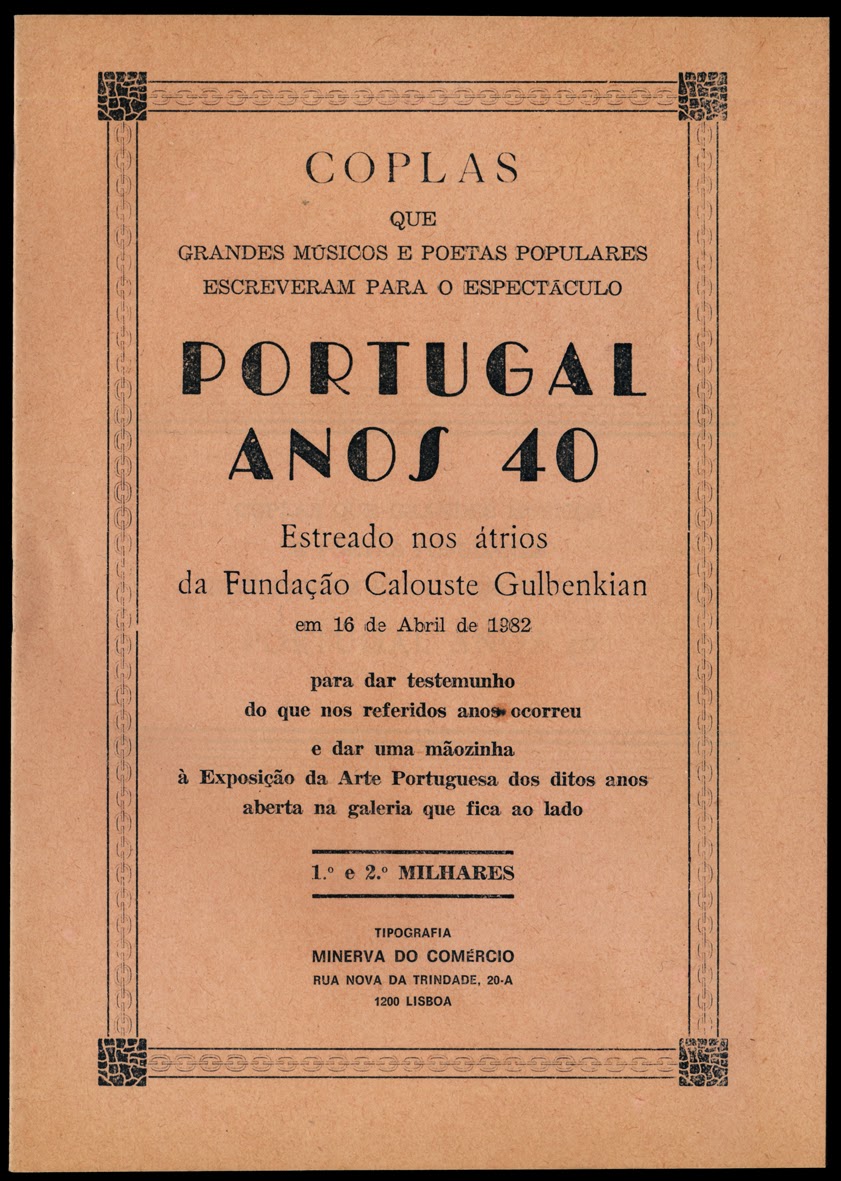 COPLAS
QUE
GRANDES MÚSICOS E POETAS POPULARES
ESCREVERAM PARA O ESPECTÁCULO
PORTUGAL
ANOS 40
Estreado nos átrios
da Fundação Calouste Gulbenkian
em 16 de Abril de 1982
para dar testemunho
do que nos referidos anos ocorreu
e dar uma mãozinha
à Exposição da Arte Portuguesa dos ditos anos
aberta na galeria que fica ao lado
1.º e 2.º MILHARES
TIPOGRAFIA
MINERVA DO COMÉRCIO
RUA NOVA DA TRINDADE, 20-A
1200 LISBOA